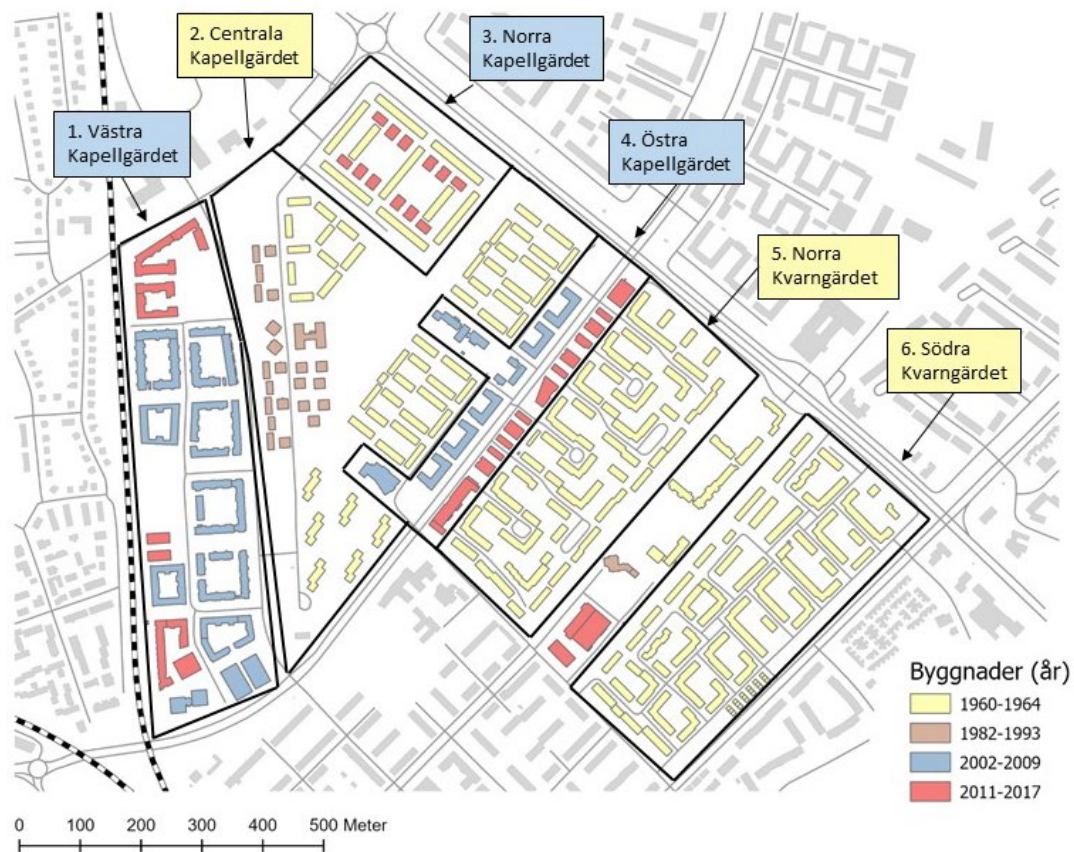 2. Centrala
Kapellgärdet
3. Norra
Kapellgärdet
1. Västra
Kapellgärdet
4. Östra
Kapellgärdet
5. Norra
Kvarngärdet
6. Södra
Kvarngärdet
Byggnader (år)
1960-1964
1982-1993
2002-2009
2011-2017
0 100 200 300 400 500 Meter